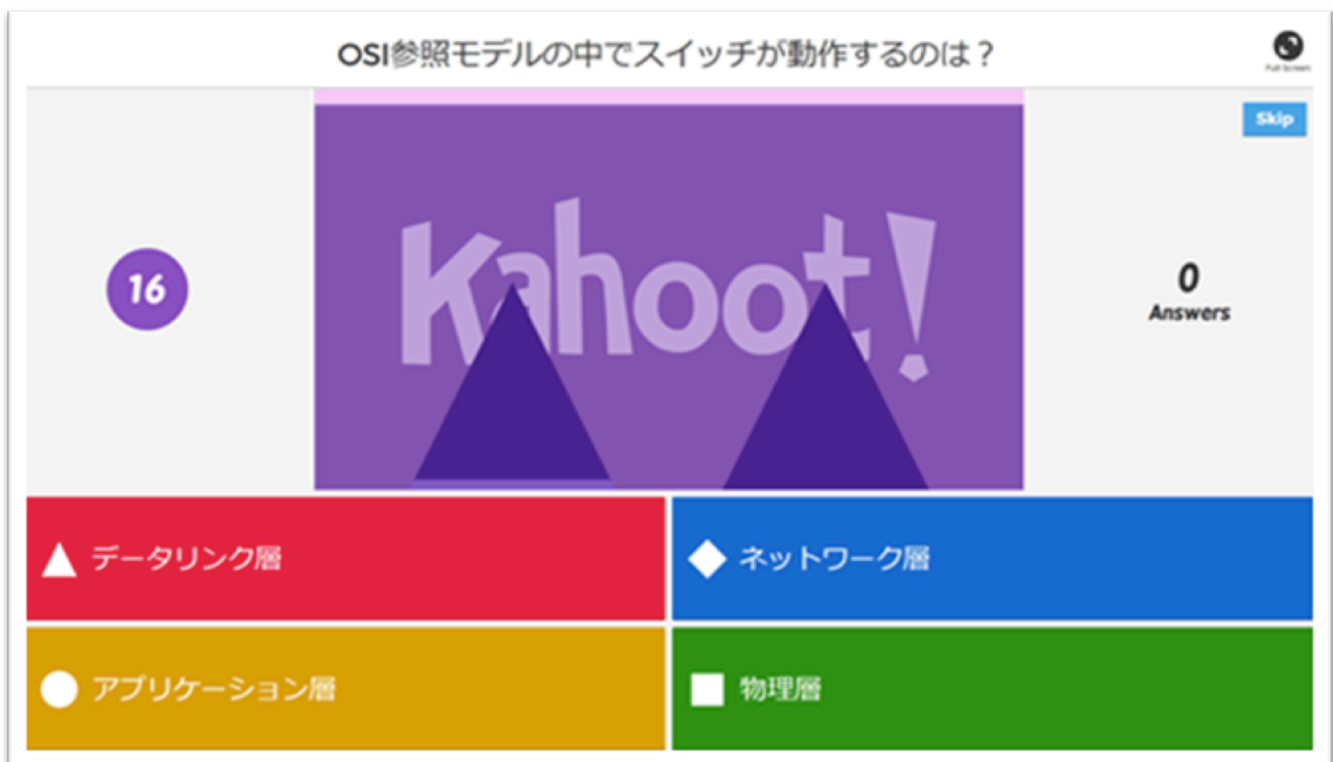 OSI参照モデルの中でスイッチが動作するのは？
Full Screen
Skip
16
Kahoot!
0
Answers
データリンク層
ネットワーク層
アプリケーション層
物理層